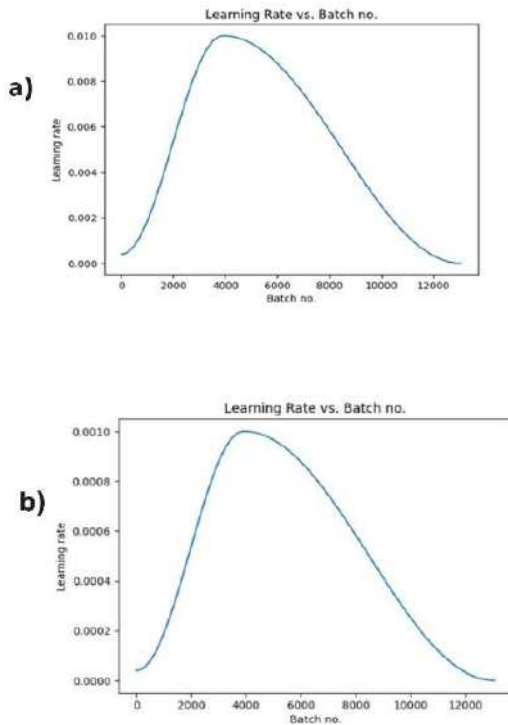 Learning Rate vs. Batch no.
a)
0.010
0.008
0.006
0.004
0.002
0.000
Learning rate
0 2000 4000 6000 8000 10000 12000
Batch no.
Learning Rate vs. Batch no.
b)
0.0010
0.0008
0.0006
0.0004
0.0002
0.0090
Learning rate
0 2000 4000 6000 8000 10000 12000
Batch no.